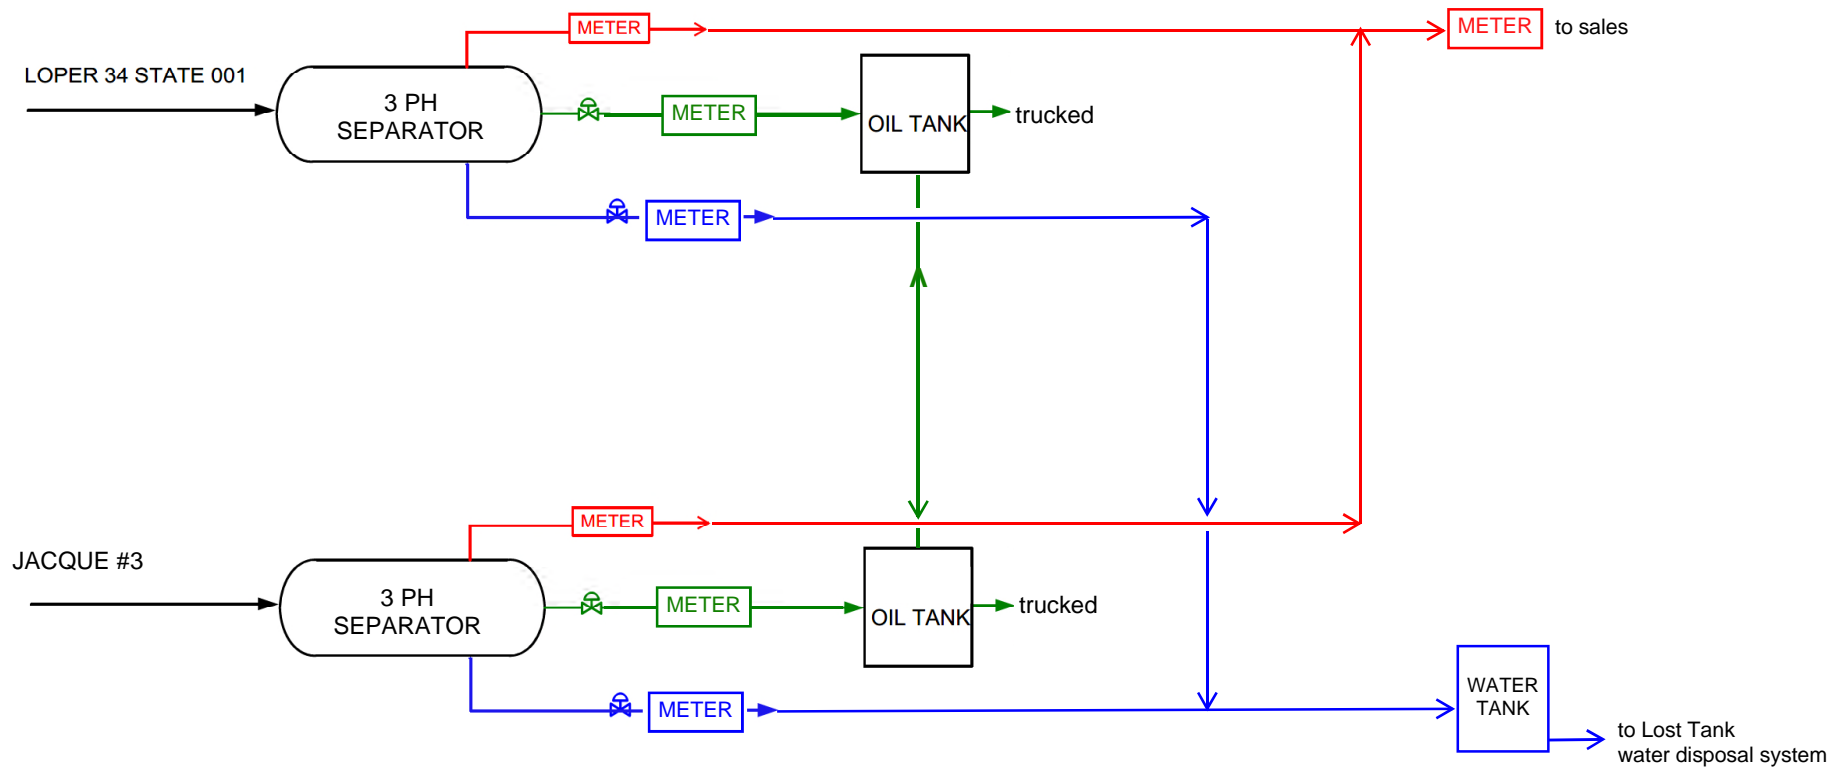 METER
METER
to sales
LOPER 34 STATE 001
3 PH
SEPARATOR
METER
OIL TANK
trucked
METER
METER
JACQUE #3
3 PH
SEPARATOR
METER
OIL TANK
trucked
METER
WATER
TANK
to Lost Tank
water disposal system